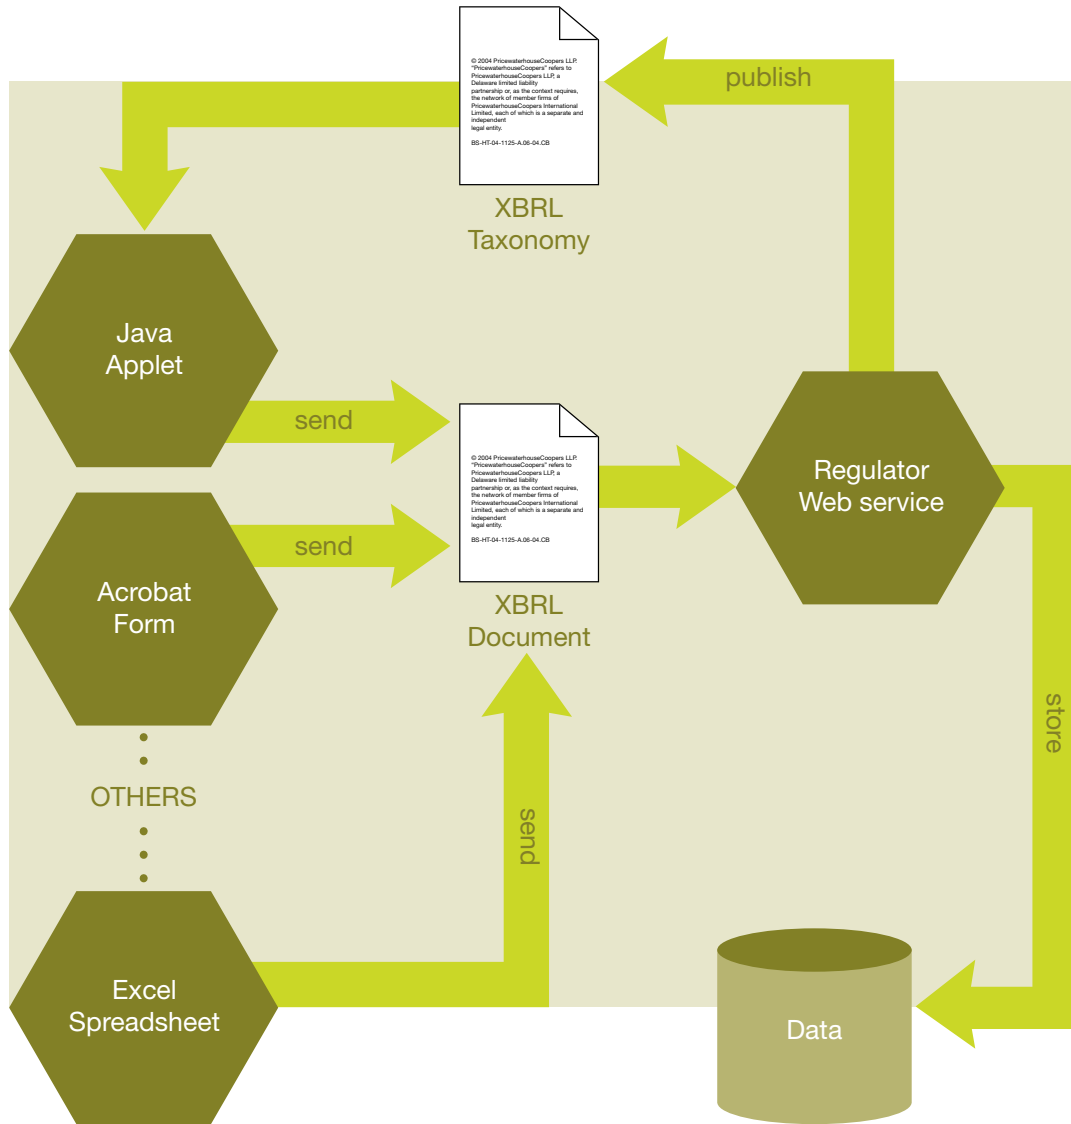 publish
© 2004 PricewaterhouseCoopers LLP.
"PricewaterhouseCoopers" refers to
PricewaterhouseCoopers LLP, a
Delaware limited liability
partnership or, as the context requires,
the network of member firms of
PricewaterhouseCoopers International
Limited, each of which is a separate and
independent
legal entity.
BS-HT-04-1125-A.06-04.CB
XBRL
Taxonomy
Java
Applet
send
© 2004 PricewaterhouseCoopers LLP.
"PricewaterhouseCoopers" refers to
PricewaterhouseCoopers LLP, a
Delaware limited liability
partnership or, as the context requires,
the network of member firms of
PricewaterhouseCoopers International
Limited, each of which is a separate and
independent
legal entity.
BS-HT-04-1125-A.06-04.CB
Regulator
Web service
send
Acrobat
Form
XBRL
Document
store
OTHERS
send
Excel
Spreadsheet
Data